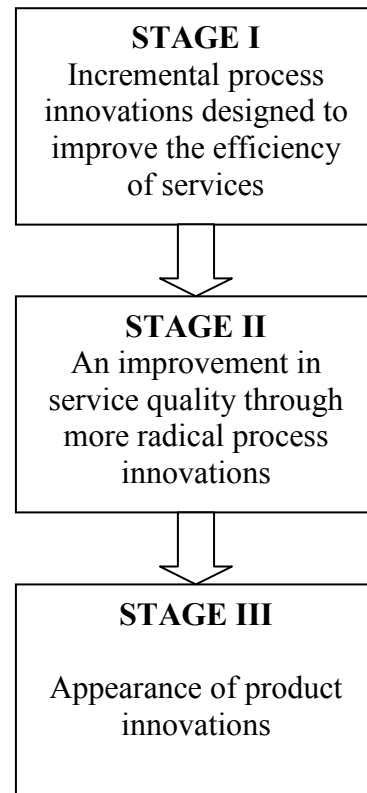 STAGE I
Incremental process
innovations designed to
improve the efficiency
of services
STAGE II
An improvement in
service quality through
more radical process
innovations
STAGE III
Appearance of product
innovations